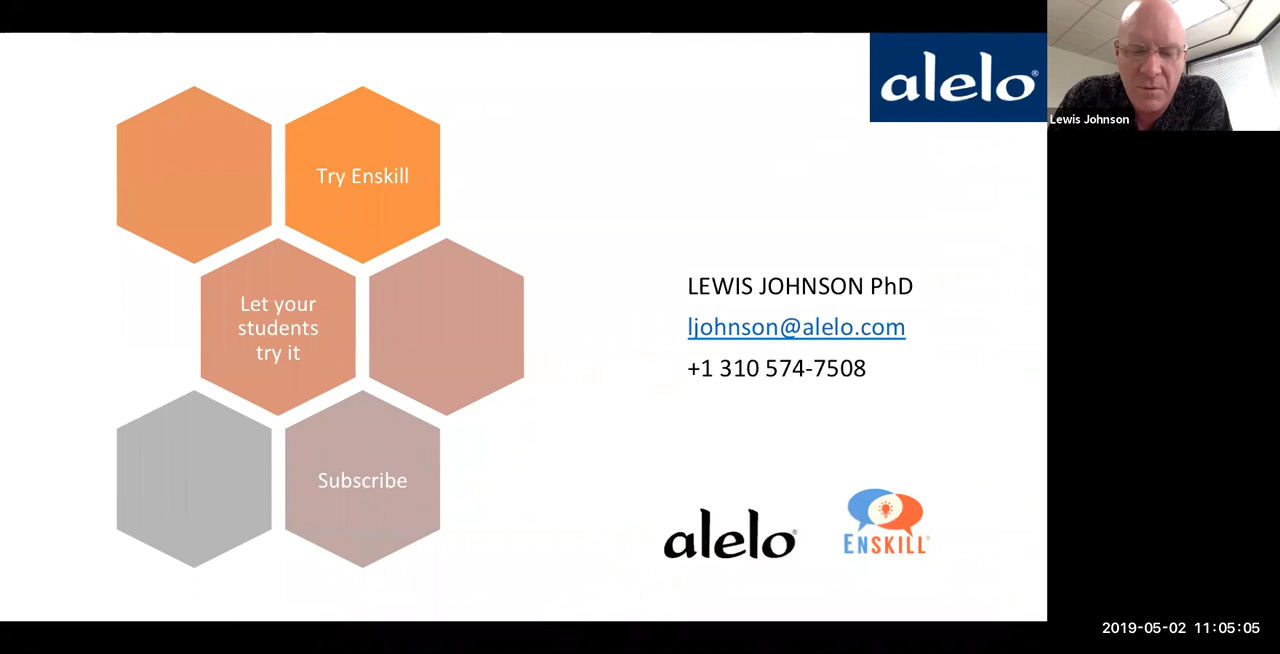 alelo®
Lewis Johnson
Try Enskill
Let your
students
try it
Subscribe
LEWIS JOHNSON PhD
ljohnson@alelo.com
+1 310 574-7508
alelo®
ENSKILL®
2019-05-02 11:05:05